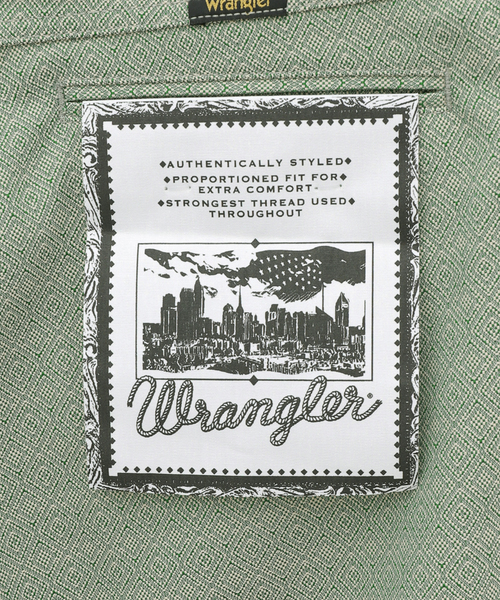 Wrangler
◆AUTHENTICALLY STYLED◆
◆PROPORTIONED FIT FOR◆
EXTRA COMFORT
◆STRONGEST THREAD USED◆
THROUGHOUT
Wrangler®